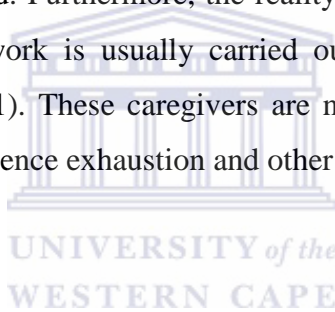 d. Furthermore, the reality
work is usually carried ou
1). These caregivers are
ence exhaustion and other
UNIVERSITY of the
WESTERN CAPE